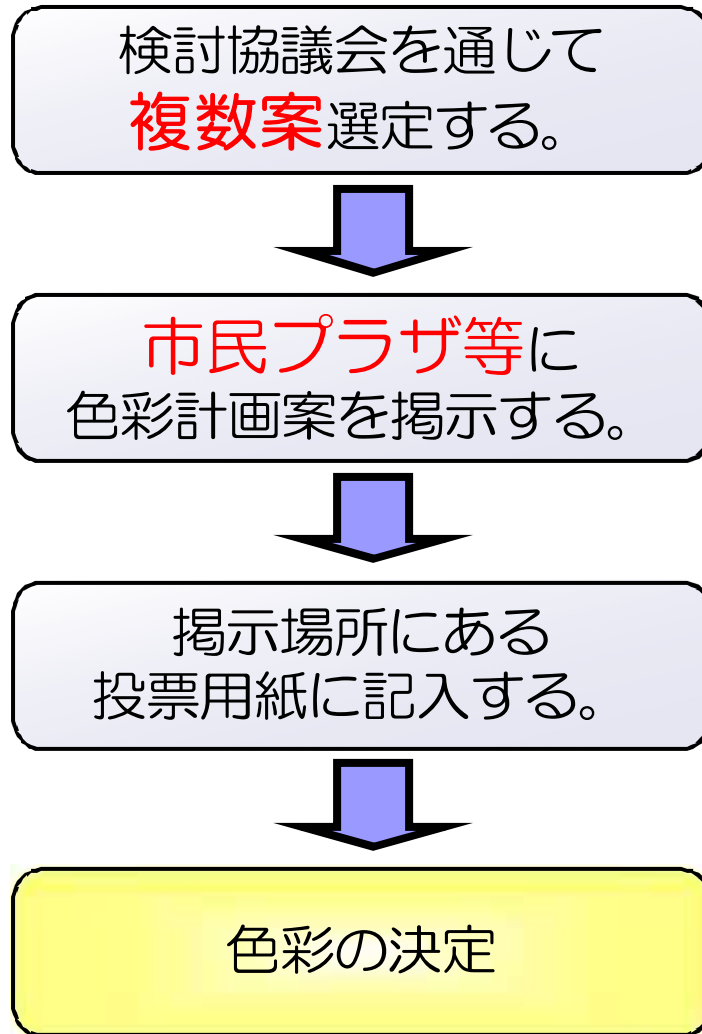 検討協議会を通じて
複数案選定する。
市民プラザ等に
色彩計画案を掲示する。
掲示場所にある
投票用紙に記入する。
色彩の決定